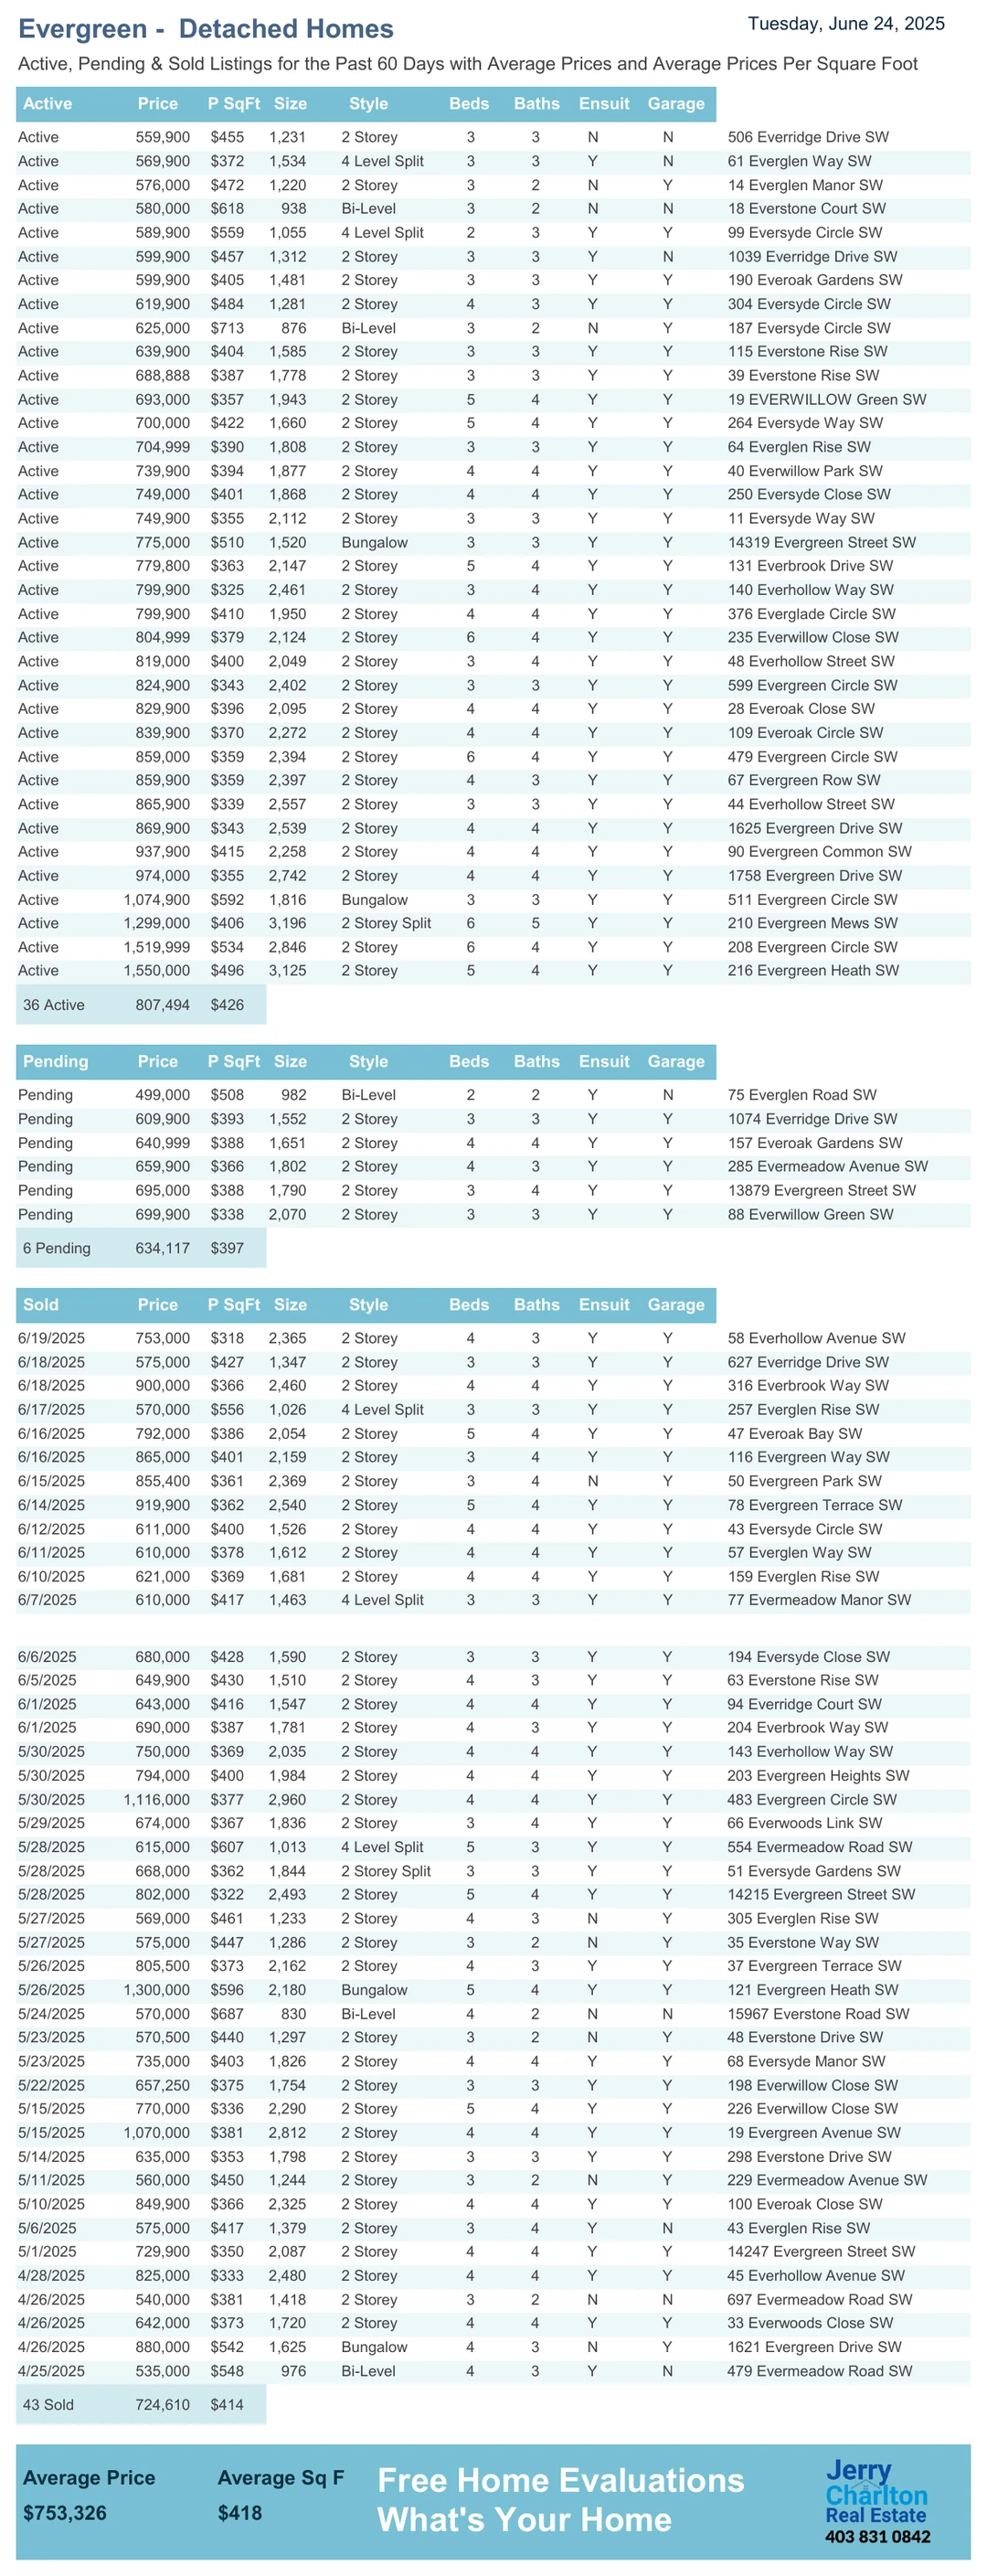 Evergreen - Detached Homes
Tuesday, June 24, 2025
Active, Pending & Sold Listings for the Past 60 Days with Average Prices and Average Prices Per Square Foot
Active Price P SqFt Size Style Beds Baths Ensuit Garage
Active 559,900 $455 1,231 2 Storey 3 3 N N 506 Everridge Drive SW
Active 569,900 $372 1,534 4 Level Split 3 3 Y N 61 Everglen Way SW
Active 576,000 $472 1,220 2 Storey 3 2 N Y 14 Everglen Manor SW
Active 580,000 $618 938 Bi-Level 3 2 N N 18 Everstone Court SW
Active 589,900 $559 1,055 4 Level Split 2 3 Y Y 99 Eversyde Circle SW
Active 599,900 $457 1,312 2 Storey 3 3 Y N 1039 Everridge Drive SW
Active 599,900 $405 1,481 2 Storey 3 3 Y Y 190 Everoak Gardens SW
Active 619,900 $484 1,281 2 Storey 4 3 Y Y 304 Eversyde Circle SW
Active 625,000 $713 876 Bi-Level 3 2 N Y 187 Eversyde Circle SW
Active 639,900 $404 1,585 2 Storey 3 3 Y Y 115 Everstone Rise SW
Active 688,888 $387 1,778 2 Storey 3 3 Y Y 39 Everstone Rise SW
Active 693,000 $357 1,943 2 Storey 5 4 Y Y 19 EVERWILLOW Green SW
Active 700,000 $422 1,660 2 Storey 5 4 Y Y 264 Eversyde Way SW
Active 704,999 $390 1,808 2 Storey 3 3 Y Y 64 Everglen Rise SW
Active 739,900 $394 1,877 2 Storey 4 4 Y Y 40 Everwillow Park SW
Active 749,000 $401 1,868 2 Storey 4 4 Y Y 250 Eversyde Close SW
Active 749,900 $355 2,112 2 Storey 3 3 Y Y 11 Eversyde Way SW
Active 775,000 $510 1,520 Bungalow 3 3 Y Y 14319 Evergreen Street SW
Active 779,800 $363 2,147 2 Storey 5 4 Y Y 131 Everbrook Drive SW
Active 799,900 $325 2,461 2 Storey 3 4 Y Y 140 Everhollow Way SW
Active 799,900 $410 1,950 2 Storey 4 4 Y Y 376 Everglade Circle SW
Active 804,999 $379 2,124 2 Storey 6 4 Y Y 235 Everwillow Close SW
Active 819,000 $400 2,049 2 Storey 3 4 Y Y 48 Everhollow Street SW
Active 824,900 $343 2,402 2 Storey 3 3 Y Y 599 Evergreen Circle SW
Active 829,900 $396 2,095 2 Storey 4 4 Y Y 28 Everoak Close SW
Active 839,900 $370 2,272 2 Storey 4 4 Y Y 109 Everoak Circle SW
Active 859,000 $359 2,394 2 Storey 6 4 Y Y 479 Evergreen Circle SW
Active 859,900 $359 2,397 2 Storey 4 3 Y Y 67 Evergreen Row SW
Active 865,900 $339 2,557 2 Storey 3 3 Y Y 44 Everhollow Street SW
Active 869,900 $343 2,539 2 Storey 4 4 Y Y 1625 Evergreen Drive SW
Active 937,900 $415 2,258 2 Storey 4 4 Y Y 90 Evergreen Common SW
Active 974,000 $355 2,742 2 Storey 4 4 Y Y 1758 Evergreen Drive SW
Active 1,074,900 $592 1,816 Bungalow 3 3 Y Y 511 Evergreen Circle SW
Active 1,299,000 $406 3,196 2 Storey Split 6 5 Y Y 210 Evergreen Mews SW
Active 1,519,999 $534 2,846 2 Storey 6 4 Y Y 208 Evergreen Circle SW
Active 1,550,000 $496 3,125 2 Storey 5 4 Y Y 216 Evergreen Heath SW
36 Active 807,494 $426
Pending Price P SqFt Size Style Beds Baths Ensuit Garage
Pending 499,000 $508 982 Bi-Level 2 2 Y N 75 Everglen Road SW
Pending 609,900 $393 1,552 2 Storey 3 3 Y Y 1074 Everridge Drive SW
Pending 640,999 $388 1,651 2 Storey 4 4 Y Y 157 Everoak Gardens SW
Pending 659,900 $366 1,802 2 Storey 4 3 Y Y 285 Evermeadow Avenue SW
Pending 695,000 $388 1,790 2 Storey 3 4 Y Y 13879 Evergreen Street SW
Pending 699,900 $338 2,070 2 Storey 3 3 Y Y 88 Everwillow Green SW
6 Pending 634,117 $397
Sold Price P SqFt Size Style Beds Baths Ensuit Garage
6/19/2025 753,000 $318 2,365 2 Storey 4 3 Y Y 58 Everhollow Avenue SW
6/18/2025 575,000 $427 1,347 2 Storey 3 3 Y Y 627 Everridge Drive SW
6/18/2025 900,000 $366 2,460 2 Storey 4 4 Y Y 316 Everbrook Way SW
6/17/2025 570,000 $556 1,026 4 Level Split 3 3 Y Y 257 Everglen Rise SW
6/16/2025 792,000 $386 2,054 2 Storey 5 4 Y Y 47 Everoak Bay SW
6/16/2025 865,000 $401 2,159 2 Storey 3 4 Y Y 116 Evergreen Way SW
6/15/2025 855,400 $361 2,369 2 Storey 3 4 N Y 50 Evergreen Park SW
6/14/2025 919,900 $362 2,540 2 Storey 5 4 Y Y 78 Evergreen Terrace SW
6/12/2025 611,000 $400 1,526 2 Storey 4 4 Y Y 43 Eversyde Circle SW
6/11/2025 610,000 $378 1,612 2 Storey 4 4 Y Y 57 Everglen Way SW
6/10/2025 621,000 $369 1,681 2 Storey 4 4 Y Y 159 Everglen Rise SW
6/7/2025 610,000 $417 1,463 4 Level Split 3 3 Y Y 77 Evermeadow Manor SW
6/6/2025 680,000 $428 1,590 2 Storey 3 3 Y Y 194 Eversyde Close SW
6/5/2025 649,900 $430 1,510 2 Storey 4 3 Y Y 63 Everstone Rise SW
6/1/2025 643,000 $416 1,547 2 Storey 4 4 Y Y 94 Everridge Court SW
6/1/2025 690,000 $387 1,781 2 Storey 4 3 Y Y 204 Everbrook Way SW
5/30/2025 750,000 $369 2,035 2 Storey 4 4 Y Y 143 Everhollow Way SW
5/30/2025 794,000 $400 1,984 2 Storey 4 4 Y Y 203 Evergreen Heights SW
5/30/2025 1,116,000 $377 2,960 2 Storey 4 4 Y Y 483 Evergreen Circle SW
5/29/2025 674,000 $367 1,836 2 Storey 3 4 Y Y 66 Everwoods Link SW
5/28/2025 615,000 $607 1,013 4 Level Split 5 3 Y Y 554 Evermeadow Road SW
5/28/2025 668,000 $362 1,844 2 Storey Split 3 3 Y Y 51 Eversyde Gardens SW
5/28/2025 802,000 $322 2,493 2 Storey 5 4 Y Y 14215 Evergreen Street SW
5/27/2025 569,000 $461 1,233 2 Storey 4 3 N Y 305 Everglen Rise SW
5/27/2025 575,000 $447 1,286 2 Storey 3 2 N Y 35 Everstone Way SW
5/26/2025 805,500 $373 2,162 2 Storey 4 3 Y Y 37 Evergreen Terrace SW
5/26/2025 1,300,000 $596 2,180 Bungalow 5 4 Y Y 121 Evergreen Heath SW
5/24/2025 570,000 $687 830 Bi-Level 4 2 N N 15967 Everstone Road SW
5/23/2025 570,500 $440 1,297 2 Storey 3 2 N Y 48 Everstone Drive SW
5/23/2025 735,000 $403 1,826 2 Storey 4 4 Y Y 68 Eversyde Manor SW
5/22/2025 657,250 $375 1,754 2 Storey 3 3 Y Y 198 Everwillow Close SW
5/15/2025 770,000 $336 2,290 2 Storey 5 4 Y Y 226 Everwillow Close SW
5/15/2025 1,070,000 $381 2,812 2 Storey 4 4 Y Y 19 Evergreen Avenue SW
5/14/2025 635,000 $353 1,798 2 Storey 3 3 Y Y 298 Everstone Drive SW
5/11/2025 560,000 $450 1,244 2 Storey 3 2 N Y 229 Evermeadow Avenue SW
5/10/2025 849,900 $366 2,325 2 Storey 4 4 Y Y 100 Everoak Close SW
5/6/2025 575,000 $417 1,379 2 Storey 3 4 Y N 43 Everglen Rise SW
5/1/2025 729,900 $350 2,087 2 Storey 4 4 Y Y 14247 Evergreen Street SW
4/28/2025 825,000 $333 2,480 2 Storey 4 4 Y Y 45 Everhollow Avenue SW
4/26/2025 540,000 $381 1,418 2 Storey 3 2 N N 697 Evermeadow Road SW
4/26/2025 642,000 $373 1,720 2 Storey 4 4 Y Y 33 Everwoods Close SW
4/26/2025 880,000 $542 1,625 Bungalow 4 3 N Y 1621 Evergreen Drive SW
4/25/2025 535,000 $548 976 Bi-Level 4 3 Y N 479 Evermeadow Road SW
43 Sold 724,610 $414
Average Price Average Sq F
$753,326 $418
Free Home Evaluations
What's Your Home
Jerry
Charlton
Real Estate
403 831 0842